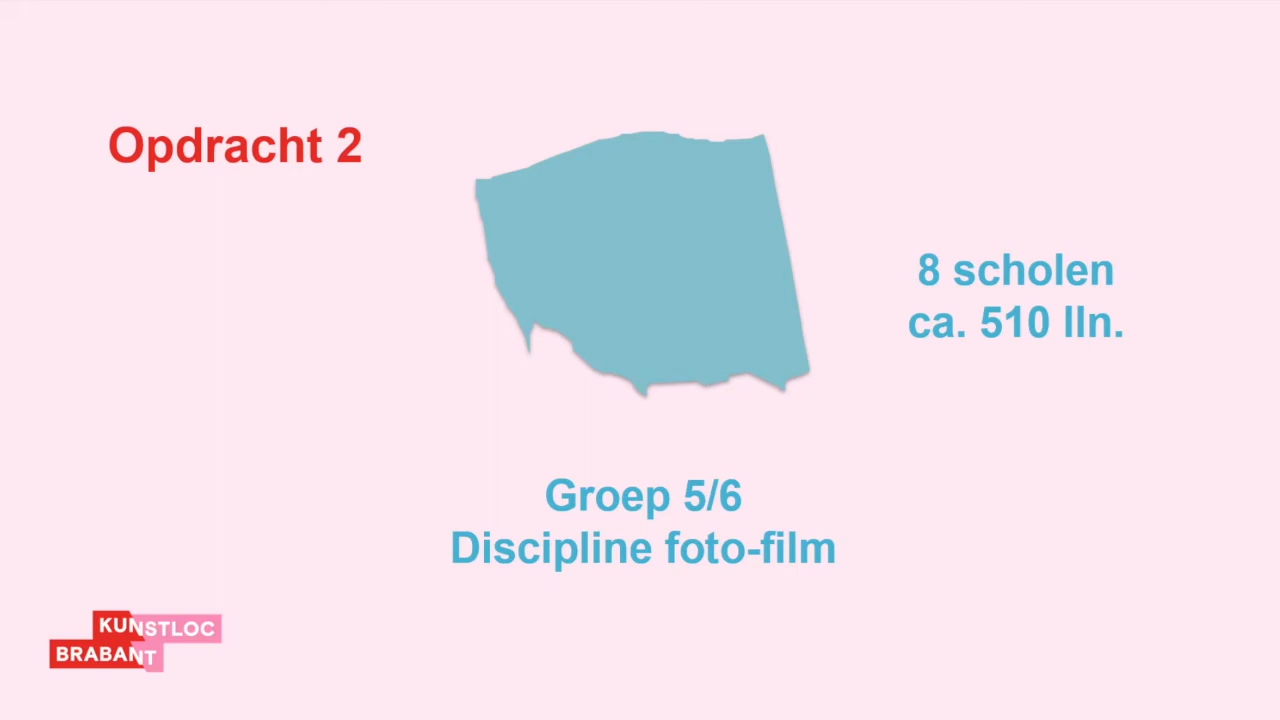 Opdracht 2
8 scholen
ca. 510 lln.
Groep 5/6
Discipline foto-film
KUNSTLOC
BRABANT